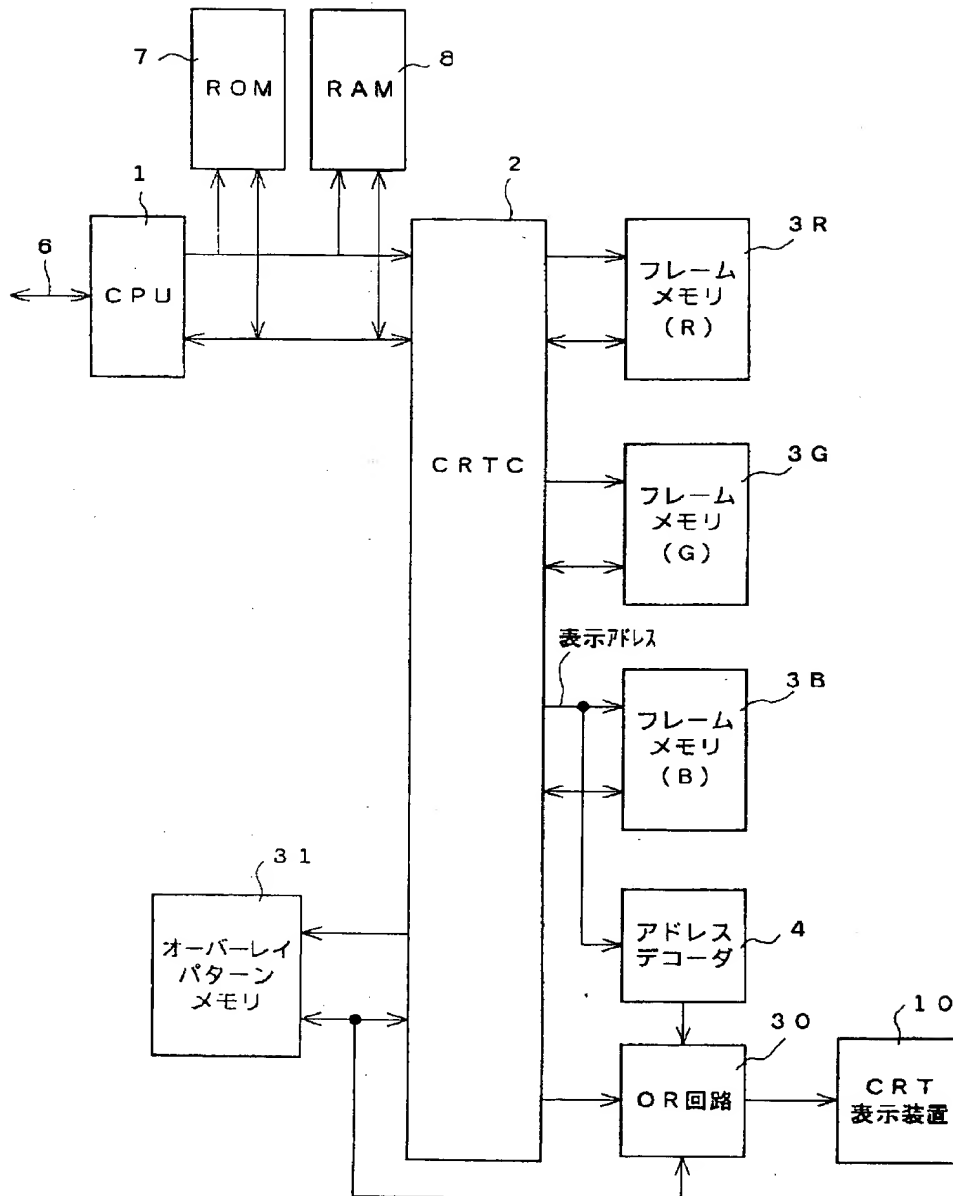 7
ROM
8
RAM
1
2
6
CPU
3R
フレーム
メモリ
(R)
CRTC
3G
フレーム
メモリ
(G)
表示アドレス
3B
フレーム
メモリ
(B)
31
オーバーレイ
パターン
メモリ
アドレス
デコーダ
4
30
OR回路
10
CRT
表示装置